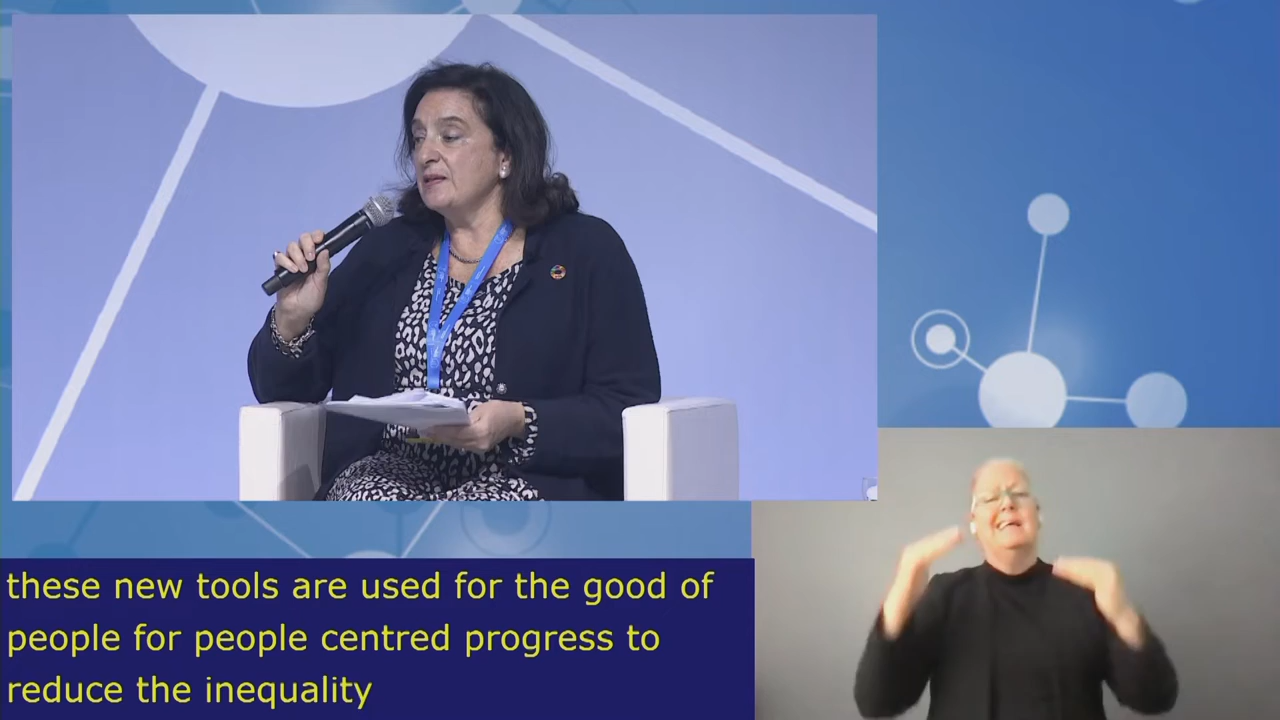 these new tools are used for the good of
people for people centred progress to
reduce the inequality